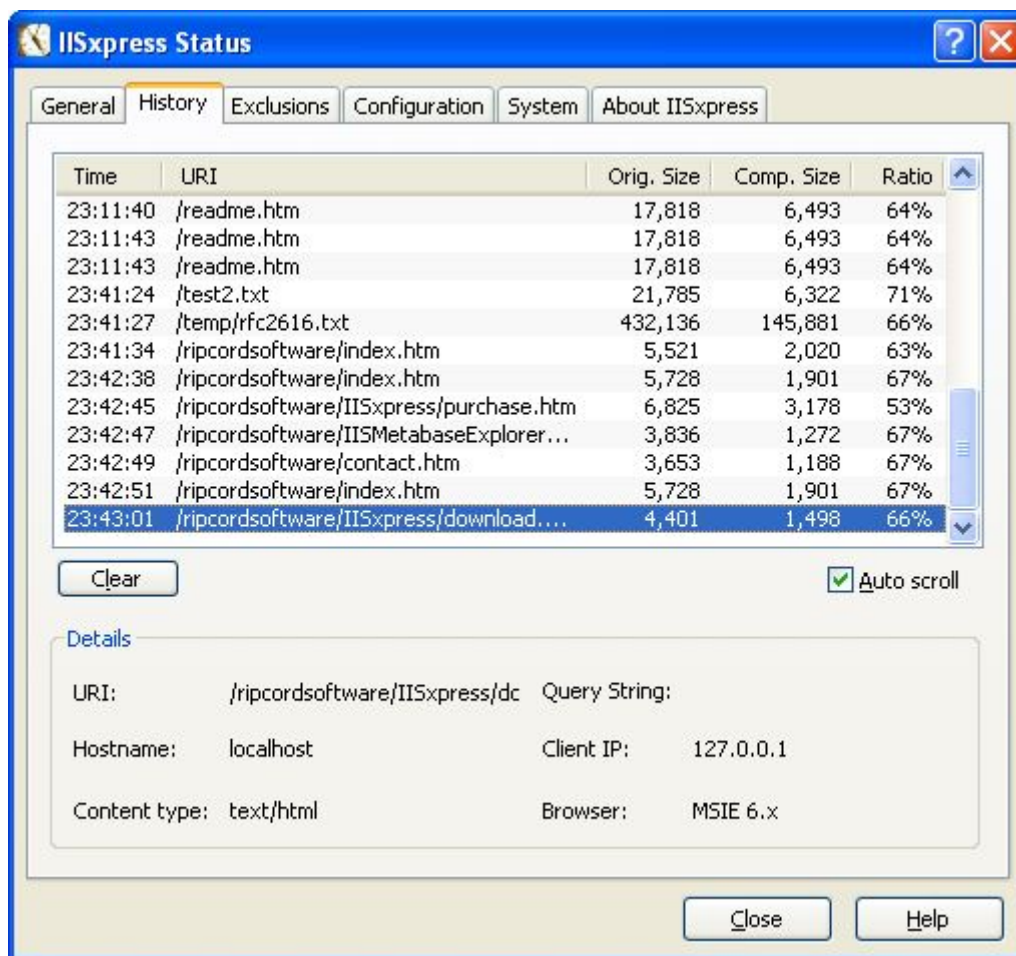 IISxpress Status
General History Exclusions Configuration System About IISxpress
Time URI Orig. Size Comp. Size Ratio
23:11:40 /readme.htm 17,818 6,493 64%
23:11:43 /readme.htm 17,818 6,493 64%
23:11:43 /readme.htm 17,818 6,493 64%
23:41:24 /test2.txt 21,785 6,322 71%
23:41:27 /temp/rfc2616.txt 432,136 145,881 66%
23:41:34 /ripcordsoftware/index.htm 5,521 2,020 63%
23:42:38 /ripcordsoftware/index.htm 5,728 1,901 67%
23:42:45 /ripcordsoftware/IISxpress/purchase.htm 6,825 3,178 53%
23:42:47 /ripcordsoftware/IISMetabaseExplorer... 3,836 1,272 67%
23:42:49 /ripcordsoftware/contact.htm 3,653 1,188 67%
23:42:51 /ripcordsoftware/index.htm 5,728 1,901 67%
23:43:01 /ripcordsoftware/IISxpress/download.... 4,401 1,498 66%
Clear Auto scroll
Details
URI: /ripcordsoftware/IISxpress/dc Query String:
Hostname: localhost Client IP: 127.0.0.1
Content type: text/html Browser: MSIE 6.x
Close Help